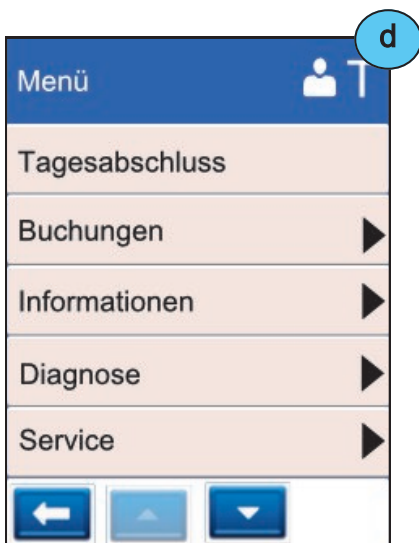 d
Menü T
Tagesabschluss
Buchungen
Informationen
Diagnose
Service